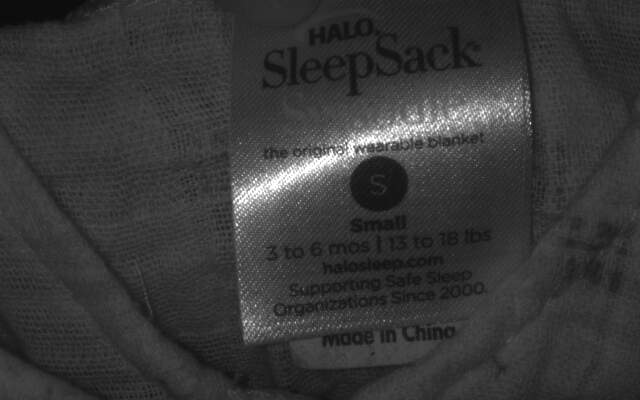 HALO.
SleepSack®
Swaddle
the original wearable blanket
S
Small
3 to 6 mos | 13 to 18 lbs
halosleep.com
Supporting Safe Sleep
Organizations Since 2000.
Made in China